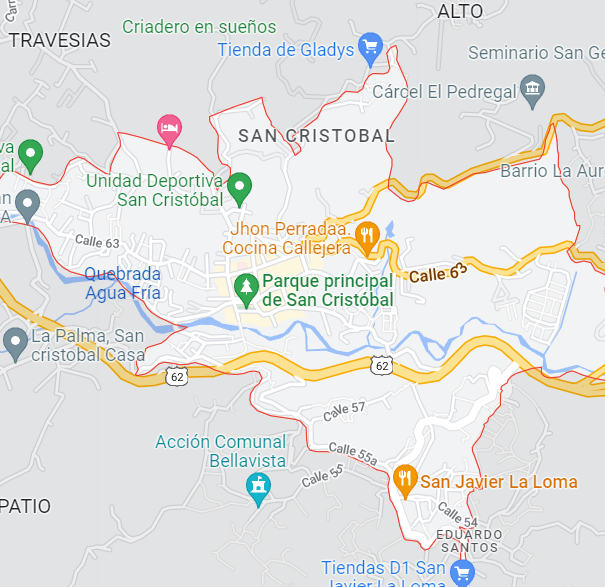 ALTO
Criadero en sueños
TRAVESIAS
Tienda de Gladys
Seminario San Ge
Cárcel El Pedregal
SAN CRISTOBAL
va
al
Barrio La Aur
Unidad Deportiva
San Cristóbal
an
A
Jhon Perradaa.
Cocina Callejera
Calle 63
Calle 63
Quebrada
Agua Fría
Parque principal
de San Cristóbal
La Palma, San
cristobal Casa
62
62
Calle 57
Acción Comunal
Bellavista
Calle 55a
Calle 55
San Javier La Loma
PATIO
Calle 54
EDUARDO
SANTOS
Tiendas D1 San
Javier La Loma